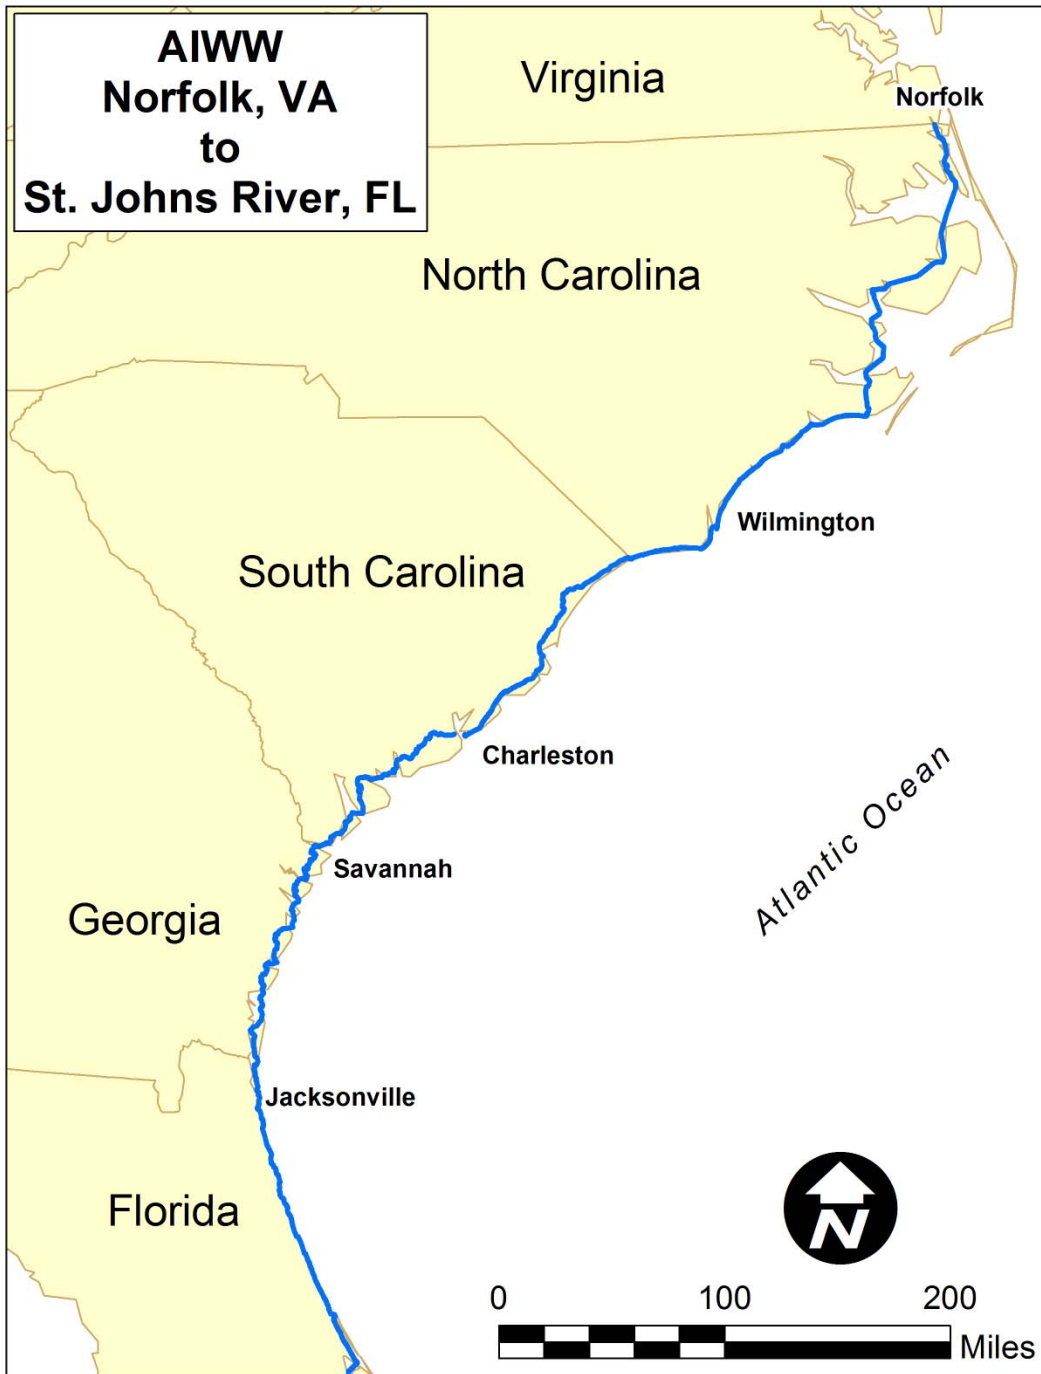 AIWW
Norfolk, VA
to
St. Johns River, FL
Virginia
Norfolk
North Carolina
Wilmington
South Carolina
Charleston
Atlantic Ocean
Savannah
Georgia
Jacksonville
Florida
N
0 100 200
Miles